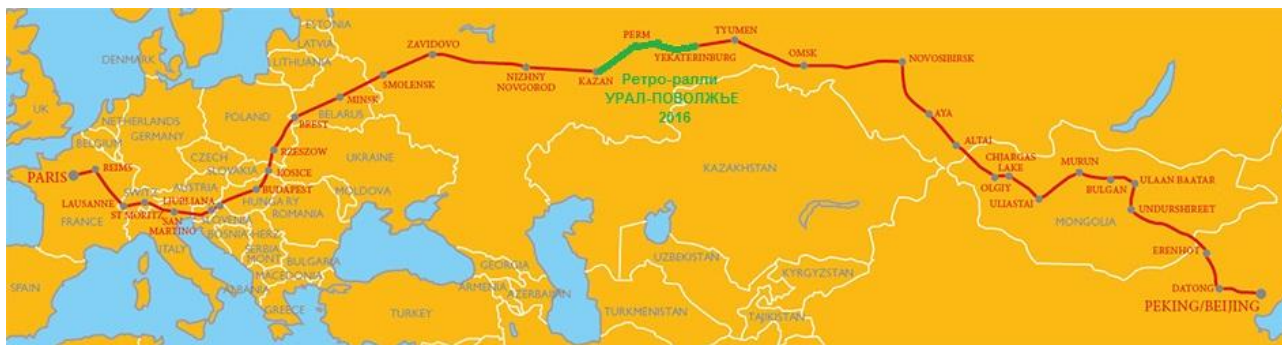 ESTONIA
LATVIA
LITHUANIA
DENMARK
UK
NETHERLANDS
GERMANY
BELGIUM
POLAND
BELARUS
CZECH
SLOVAKIA
UKRAINE
AUSTRIA
SWITZ
HUNGARY
MOLDOVA
ROMANIA
FRANCE
SLOVENIA
BOSNIA-HERZ
SERBIA
MONT
BULGARIA
ITALY
MACEDONIA
ALBANIA
GREECE
SPAIN
TURKEY
GEORGIA
ARMENIA
AZERBAIJAN
KAZAKHSTAN
UZBEKISTAN
TURKMENISTAN
KYRGYZSTAN
TAJIKISTAN
MONGOLIA
PARIS
REIMS
LAUSANNE
ST MORITZ
SAN
MARTINO
LJUBLJANA
BUDAPEST
KOSICE
RZESZOW
BREST
MINSK
SMOLENSK
ZAVIDOVO
NIZHNY
NOVGOROD
KAZAN
PERM
YEKATERINBURG
TYUMEN
OMSK
NOVOSIBIRSK
AYA
ALTAJ
OLGIY
CHJARGAS
LAKE
ULIASTAI
MURUN
BULGAN
ULAAN BAATAR
UNDURSHIREET
ERENHOT
DATONG
PEKING/BEIJING
Ретро-ралли
УРАЛ-ПОВОЛЖЬЕ
2016